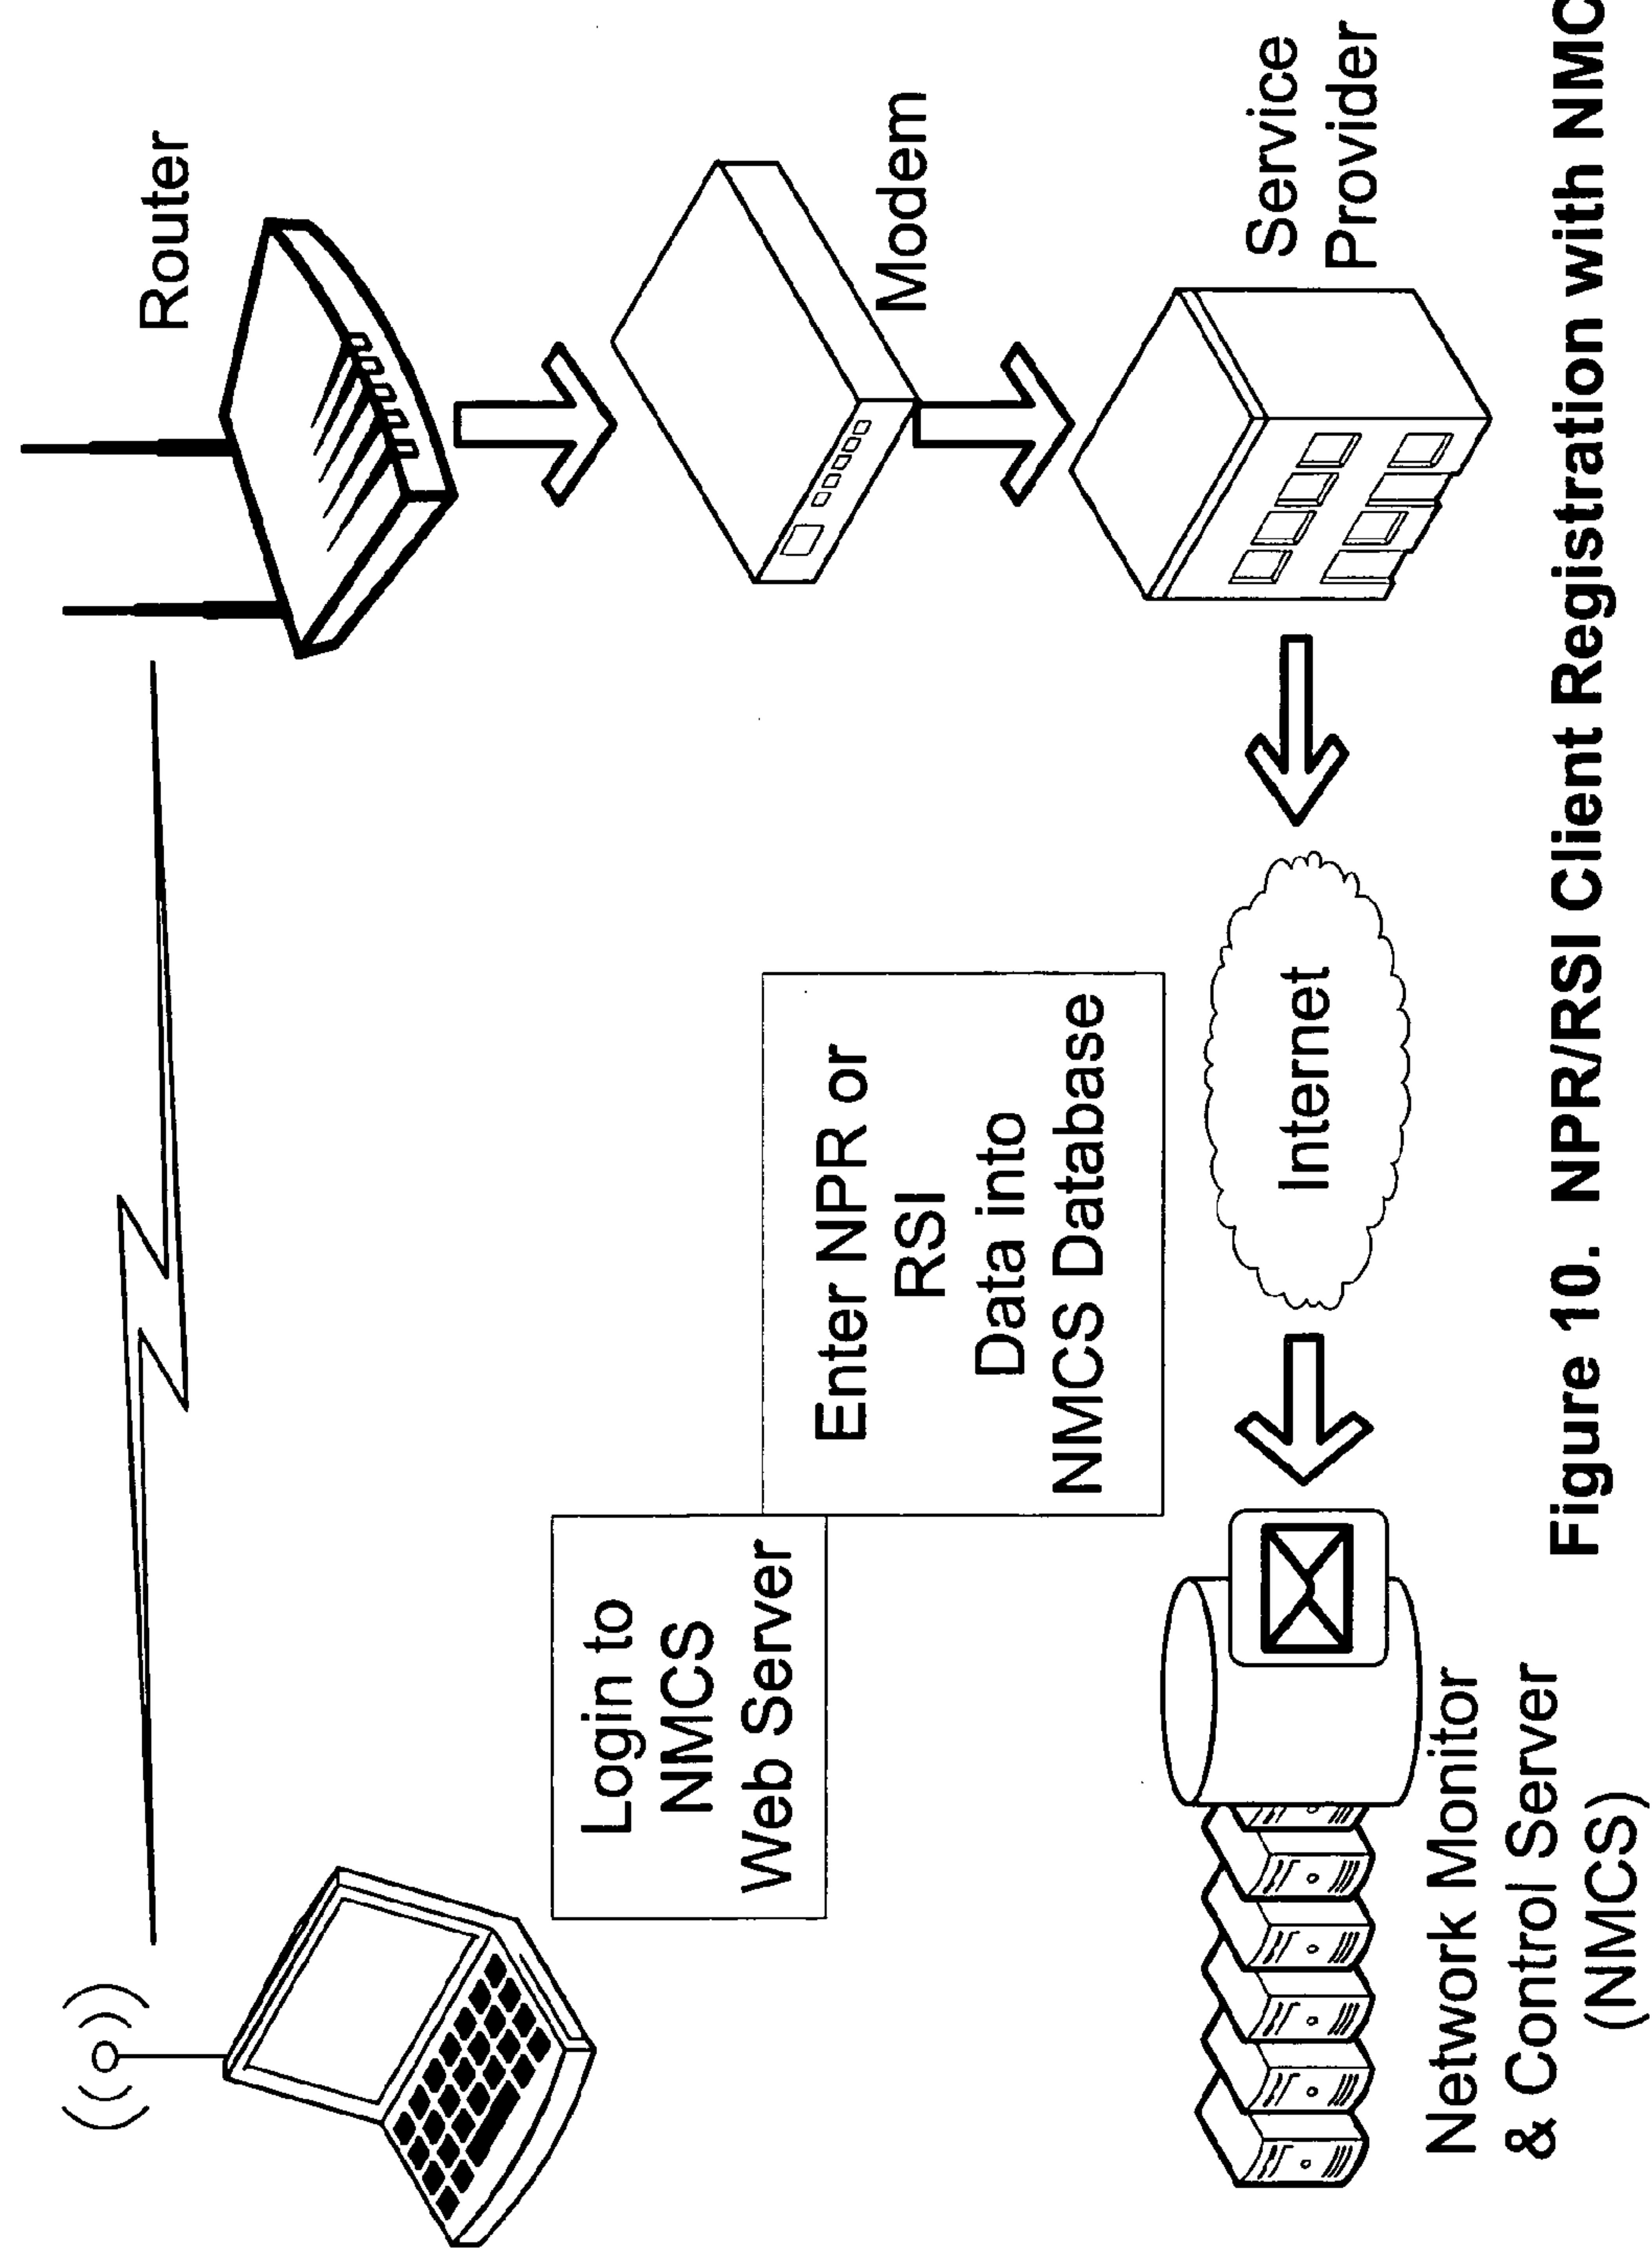 Router
Login to
NMCS
Web Server
Enter NPR or
RSI
Data into
NMCS Database
Modem
Service
Provider
Internet
Network Monitor
& Control Server
(NMCS)
Figure 10. NPR/RSI Client Registration with NMC